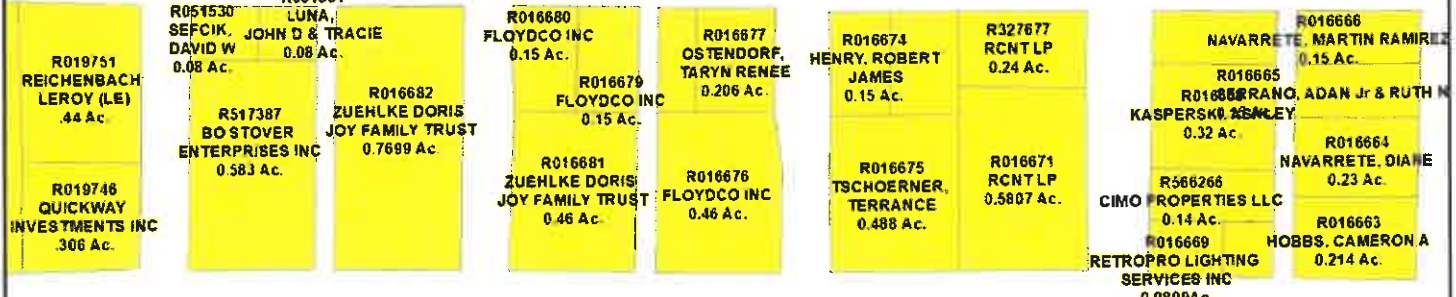 R019751
REICHENBACH
LEROY (LE)
.44 Ac.
R019746
QUICKWAY
INVESTMENTS INC
.306 Ac.
R051530
SEFCIK,
DAVID W
0.08 Ac.
LUNA,
JOHN D & TRACIE
0.08 Ac.
R517387
BO STOVER
ENTERPRISES INC
0.583 Ac.
R016682
ZUEHLKE DORIS
JOY FAMILY TRUST
0.7699 Ac.
R016680
FLOYDCO INC
0.15 Ac.
R016679
FLOYDCO INC
0.15 Ac.
R016681
ZUEHLKE DORIS
JOY FAMILY TRUST
0.46 Ac.
R016677
OSTENDORF,
TARYN RENEE
0.206 Ac.
R016676
FLOYDCO INC
0.46 Ac.
R016674
HENRY, ROBERT
JAMES
0.15 Ac.
R016675
TSCHOERNER,
TERRANCE
0.488 Ac.
R327677
RCNT LP
0.24 Ac.
R016671
RCNT LP
0.5807 Ac.
R016666
NAVARRETE, MARTIN RAMIREZ
0.15 Ac.
R016665
ADAN Jr & RUTH N
KASPERSKI,
0.32 Ac.
R016664
NAVARRETE, DIANE
0.23 Ac.
R566266
CIMO PROPERTIES LLC
0.14 Ac.
R016663
HOBBS, CAMERON A
0.214 Ac.
R016669
RETROPRO LIGHTING
SERVICES INC